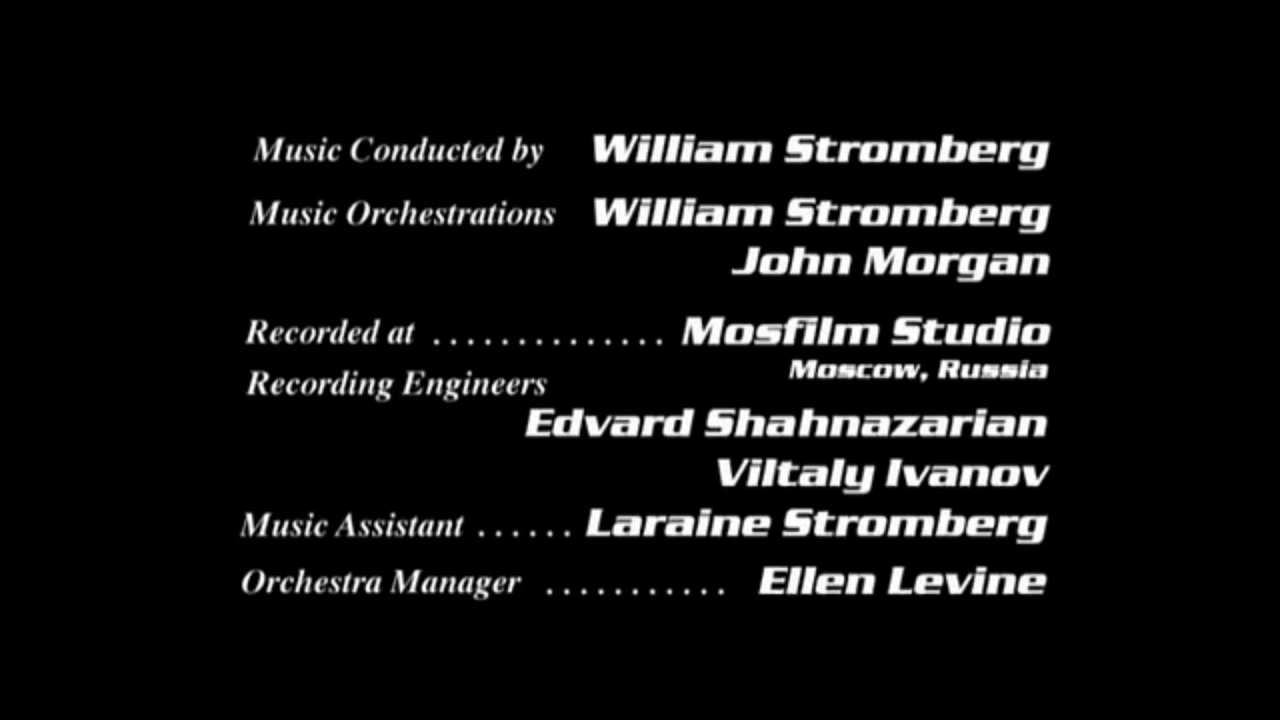 Music Conducted by William Stromberg
Music Orchestrations William Stromberg
John Morgan
Recorded at .............. Mosfilm Studio
Moscow, Russia
Recording Engineers
Edvard Shahnazarian
Viltaly Ivanov
Music Assistant ...... Laraine Stromberg
Orchestra Manager ........... Ellen Levine